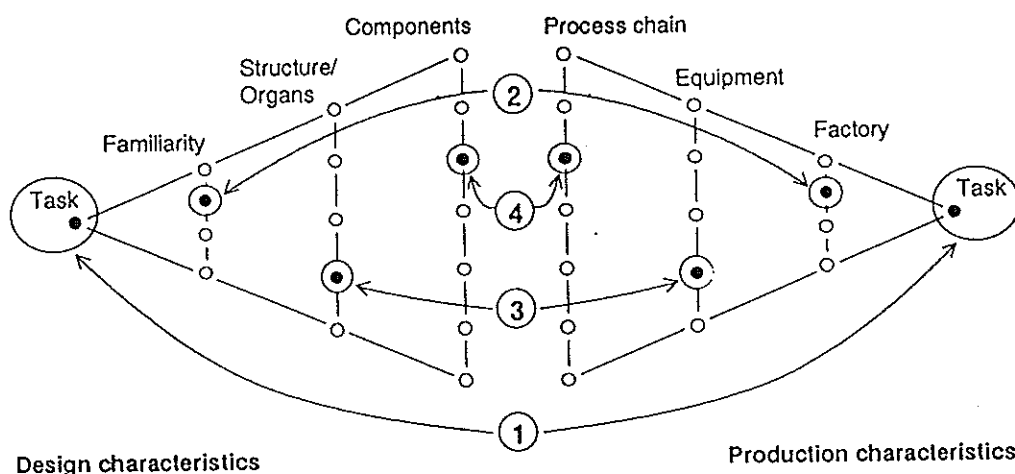 Components
Process chain
Structure/
Organs
Equipment
2
Familiarity
Factory
Task
Task
4
3
1
Design characteristics
Production characteristics